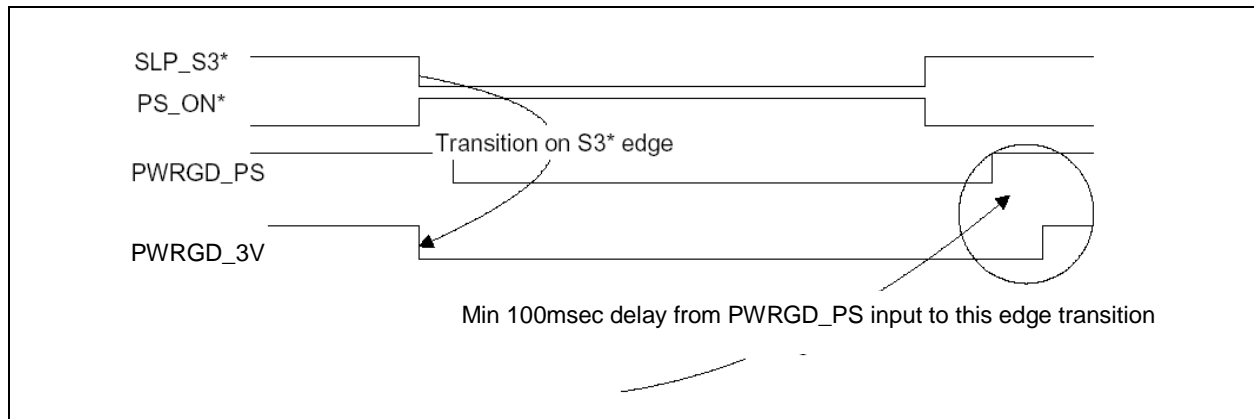 SLP_S3*
PS_ON*
Transition on S3* edge
PWRGD_PS
PWRGD_3V
Min 100msec delay from PWRGD_PS input to this edge transition